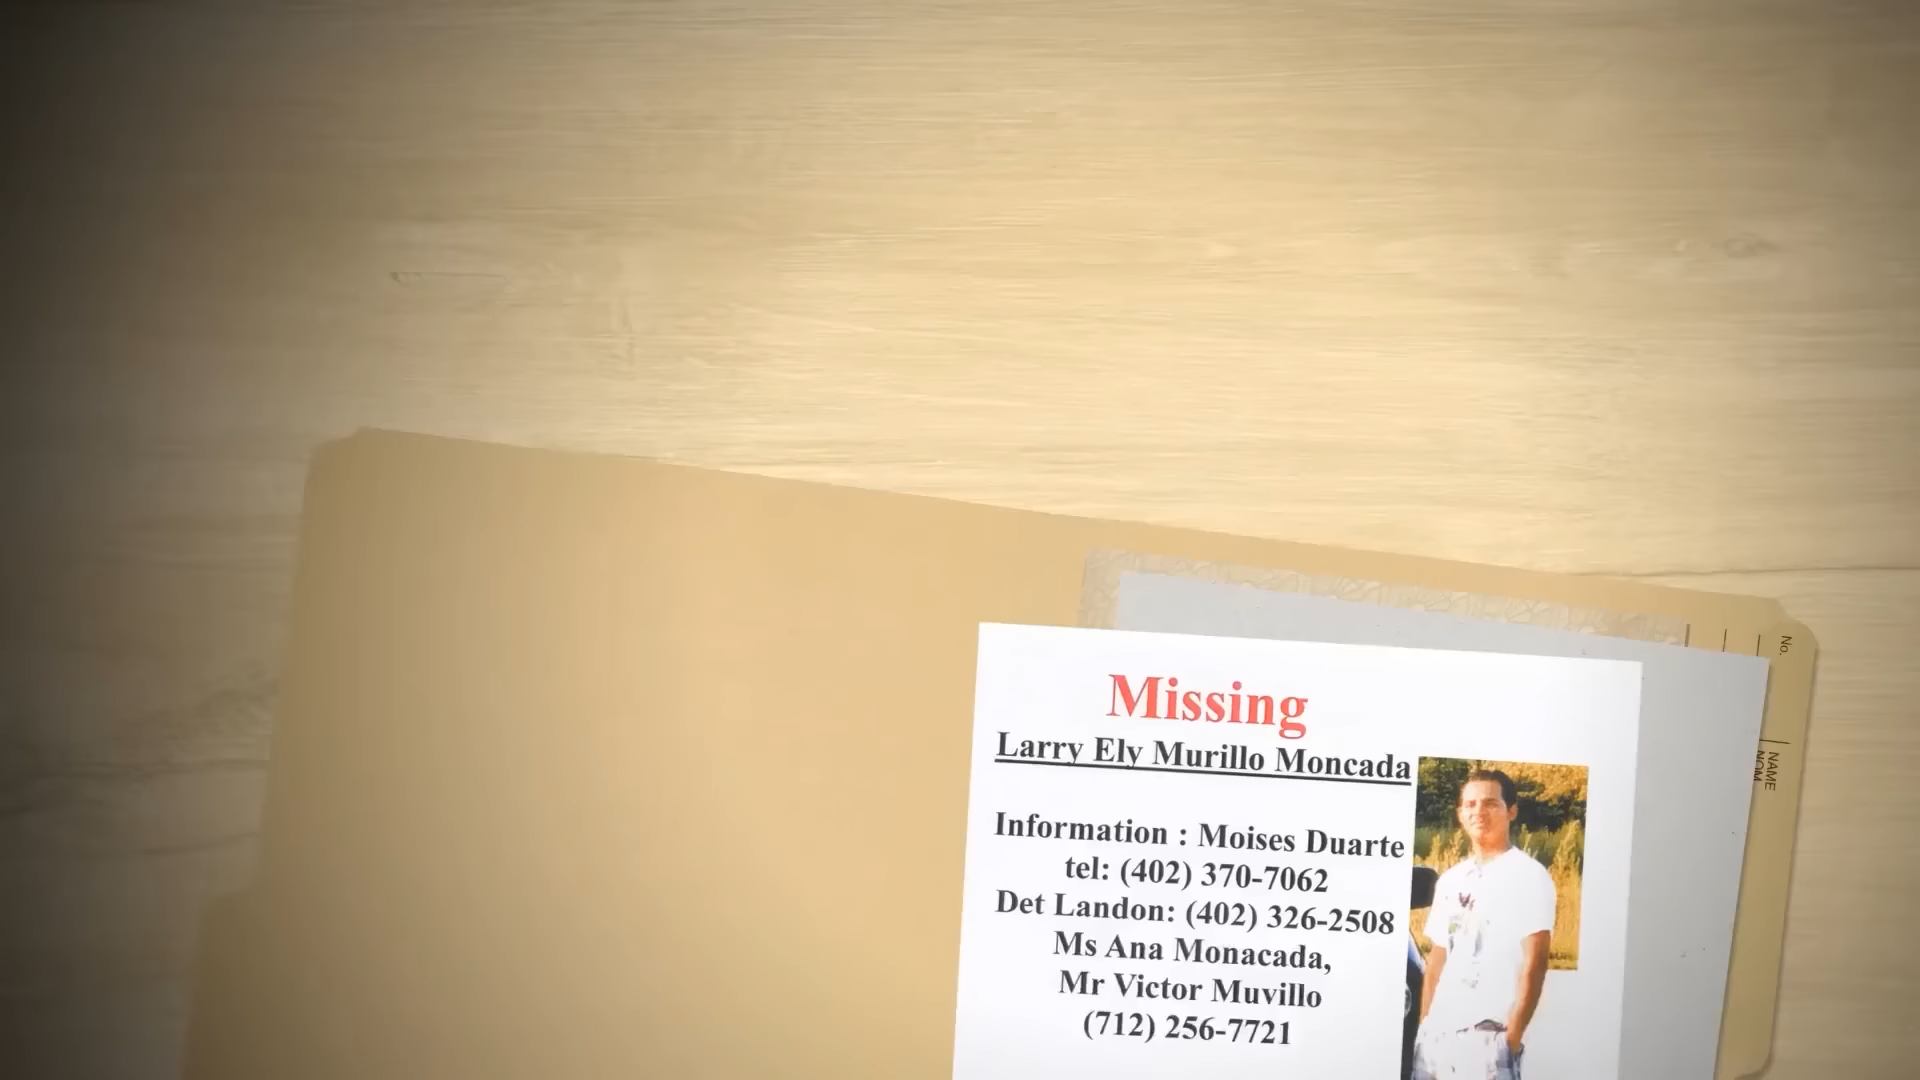 Missing
Larry Ely Murillo Moncada
Information : Moises Duarte
tel: (402) 370-7062
Det Landon: (402) 326-2508
Ms Ana Monacada,
Mr Victor Muvillo
(712) 256-7721
No.
NAME
NOM